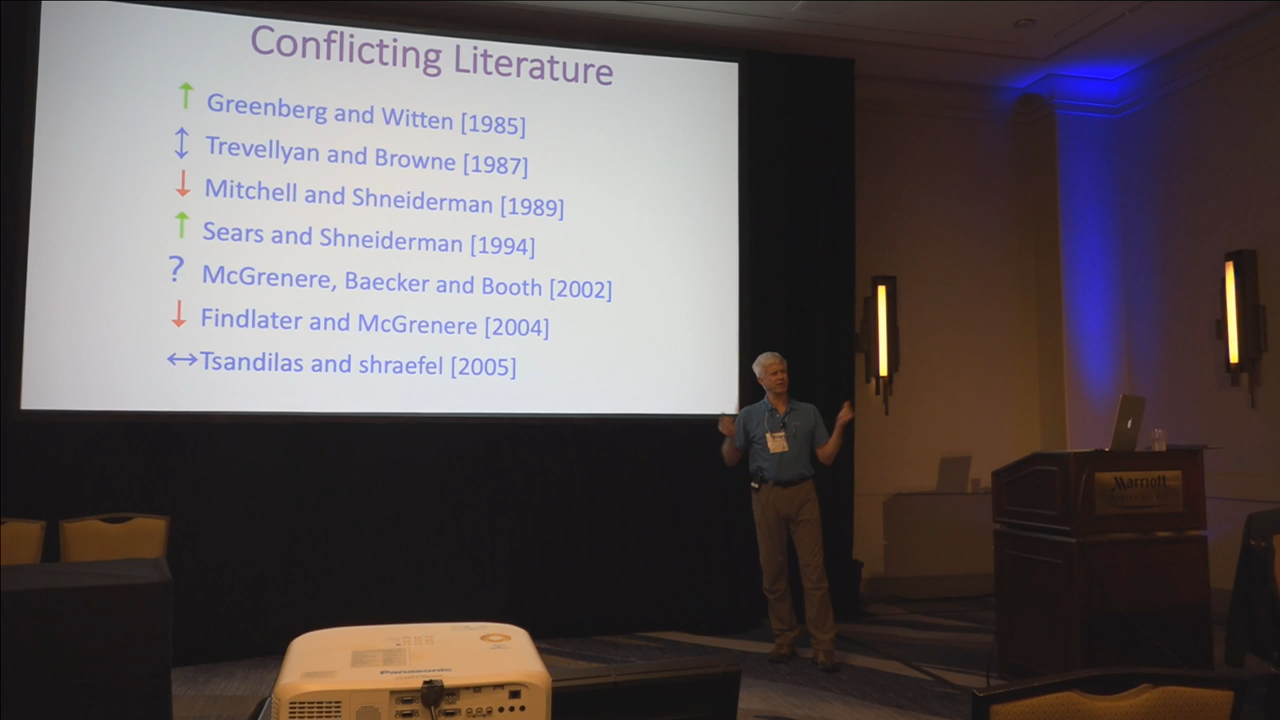 Conflicting Literature
↑ Greenberg and Witten [1985]
↕ Trevellyan and Browne [1987]
↓ Mitchell and Shneiderman [1989]
↑ Sears and Shneiderman [1994]
? McGrenere, Baecker and Booth [2002]
↓ Findlater and McGrenere [2004]
↔ Tsandilas and shraefel [2005]
Marriott
Panasonic